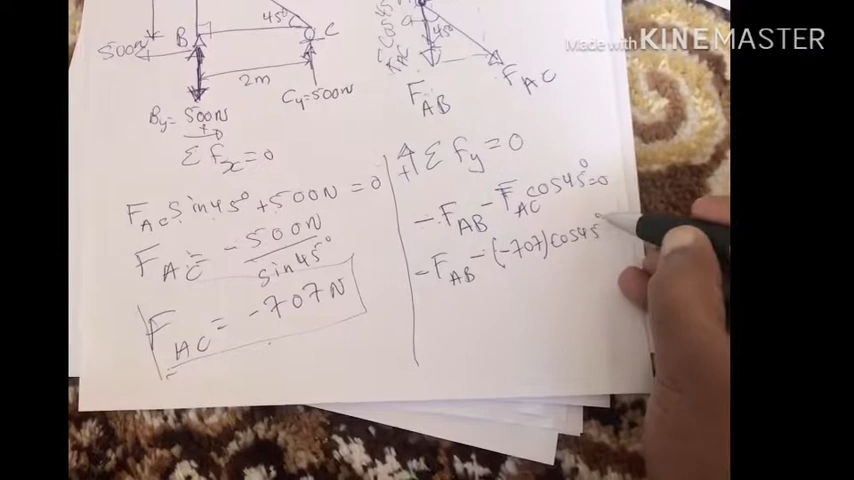 Made with KINEMASTER
45°
C
500N
B
2m
Cy=500N
By= 500N
45°
FAC
FAB
+
Σ Fx=0
FAC Sin45° +500N = 0
FAC = -500N
Sin45°
FAC = -707N
+↑ Σ Fy=0
-FAB - FAC cos45°=0
-FAB -(-707)cos45°